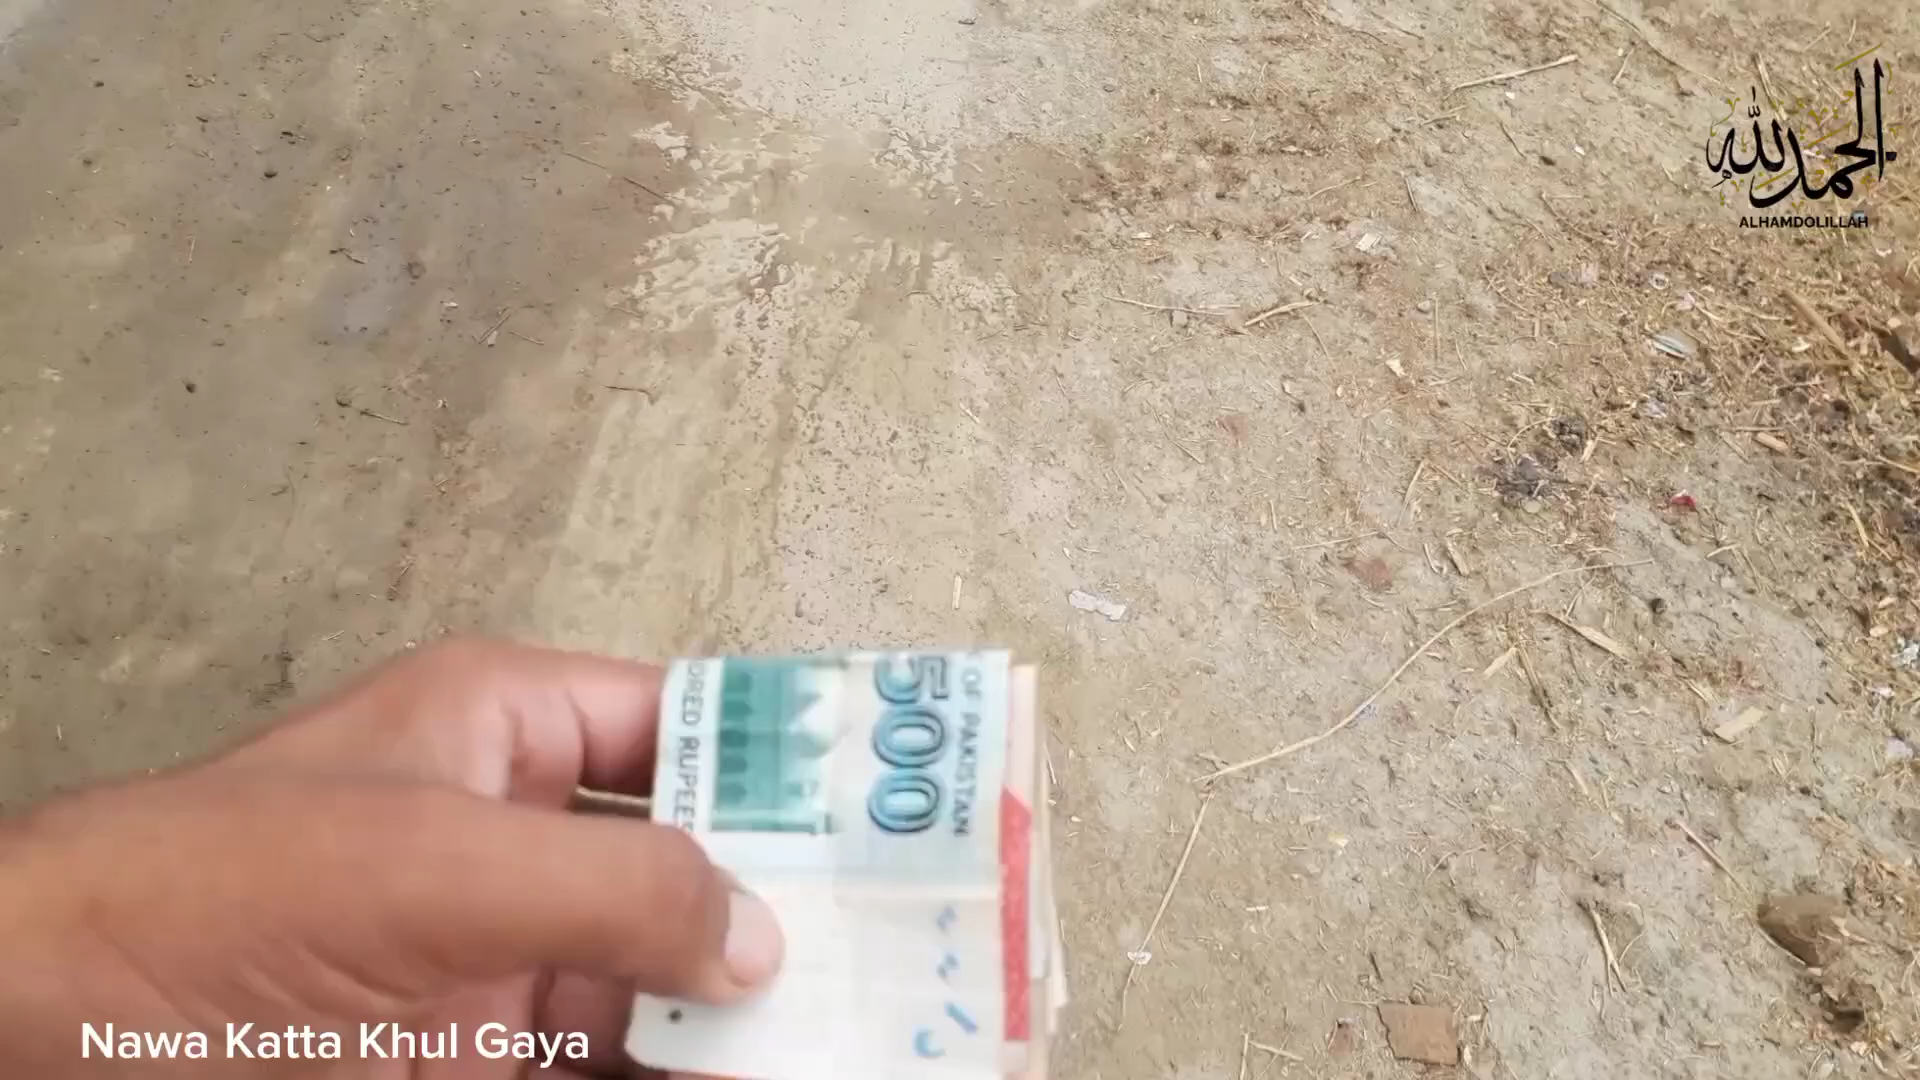 الحمد لله
ALHAMDOLILLAH
OF PAKISTAN
500
DRED RUPEES
Nawa Katta Khul Gaya